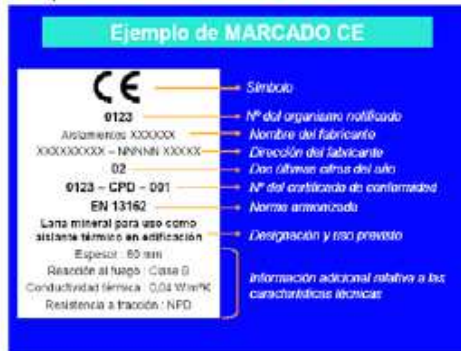 Ejemplo de MARCADO CE
CE
Símbolo
0123
Nº del organismo notificado
Aislamientos XXXXXX
Nombre del fabricante
XXXXXXXXX – NNNNN XXXXX
Dirección del fabricante
02
Dos últimas cifras del año
0123 – CPD – 001
Nº del certificado de conformidad
EN 13162
Norma armonizada
Lana mineral para uso como
aislante térmico en edificación
Designación y uso previsto
Espesor : 60 mm
Reacción al fuego : Clase B
Conductividad térmica : 0,04 W/mºK
Resistencia a tracción : NPD
Información adicional relativa a las
características técnicas